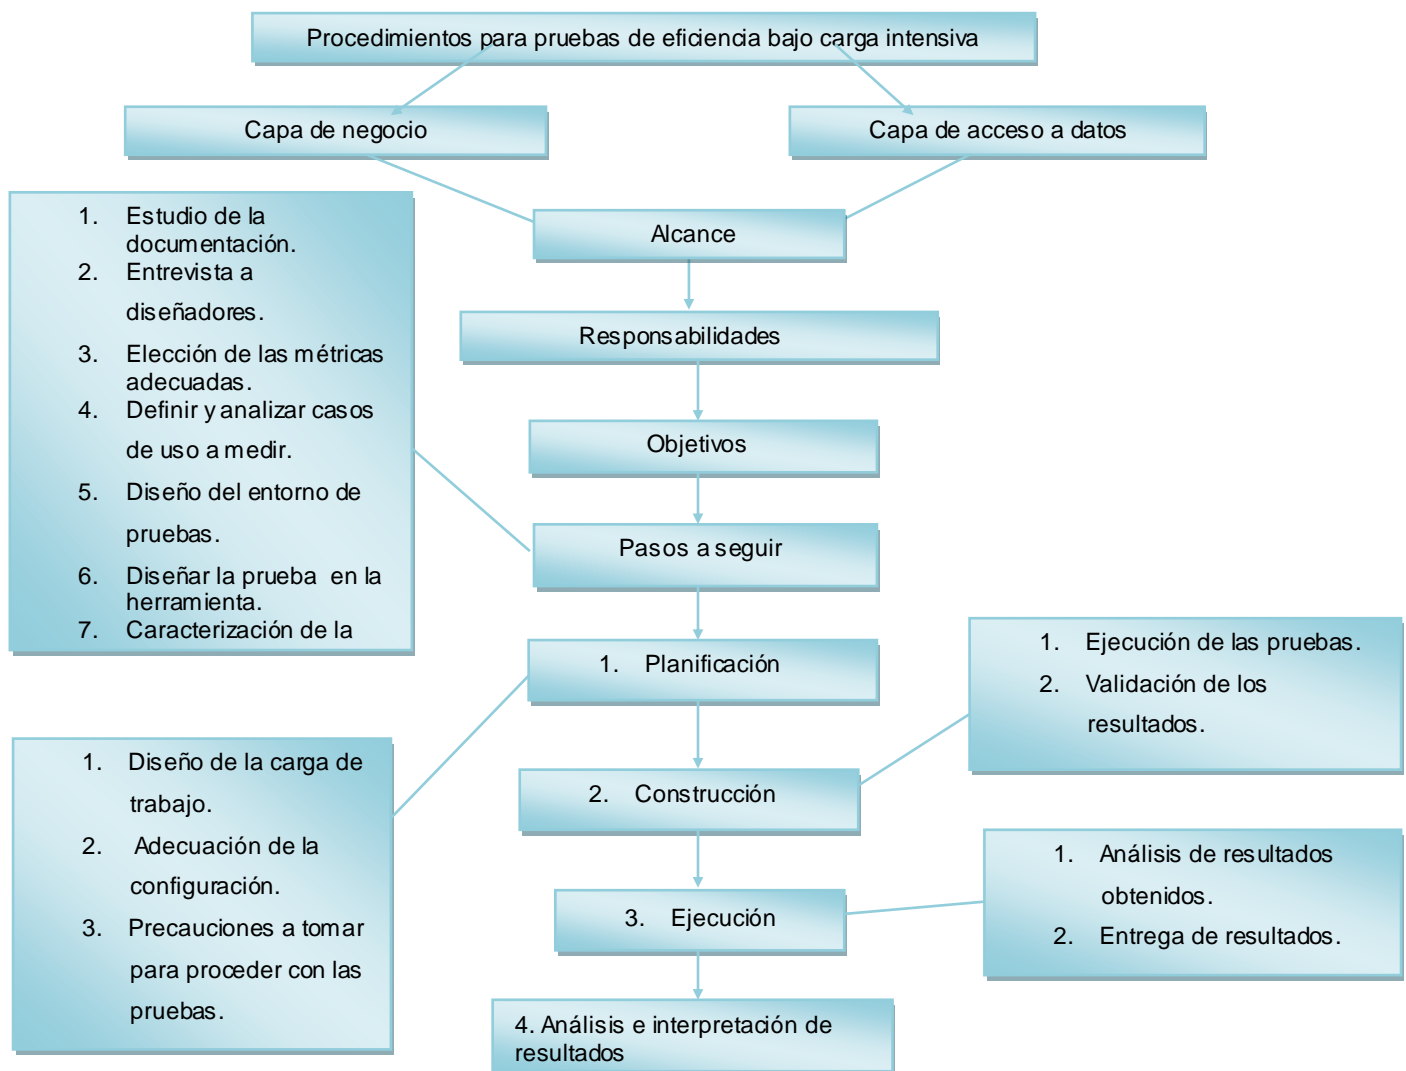 Procedimientos para pruebas de eficiencia bajo carga intensiva
Capa de negocio
Capa de acceso a datos
Alcance
Responsabilidades
Objetivos
Pasos a seguir
1. Estudio de la
documentación.
2. Entrevista a
diseñadores.
3. Elección de las métricas
adecuadas.
4. Definir y analizar casos
de uso a medir.
5. Diseño del entorno de
pruebas.
6. Diseñar la prueba en la
herramienta.
7. Caracterización de la
1. Planificación
1. Diseño de la carga de
trabajo.
2. Adecuación de la
configuración.
3. Precauciones a tomar
para proceder con las
pruebas.
2. Construcción
1. Ejecución de las pruebas.
2. Validación de los
resultados.
3. Ejecución
1. Análisis de resultados
obtenidos.
2. Entrega de resultados.
4. Análisis e interpretación de
resultados